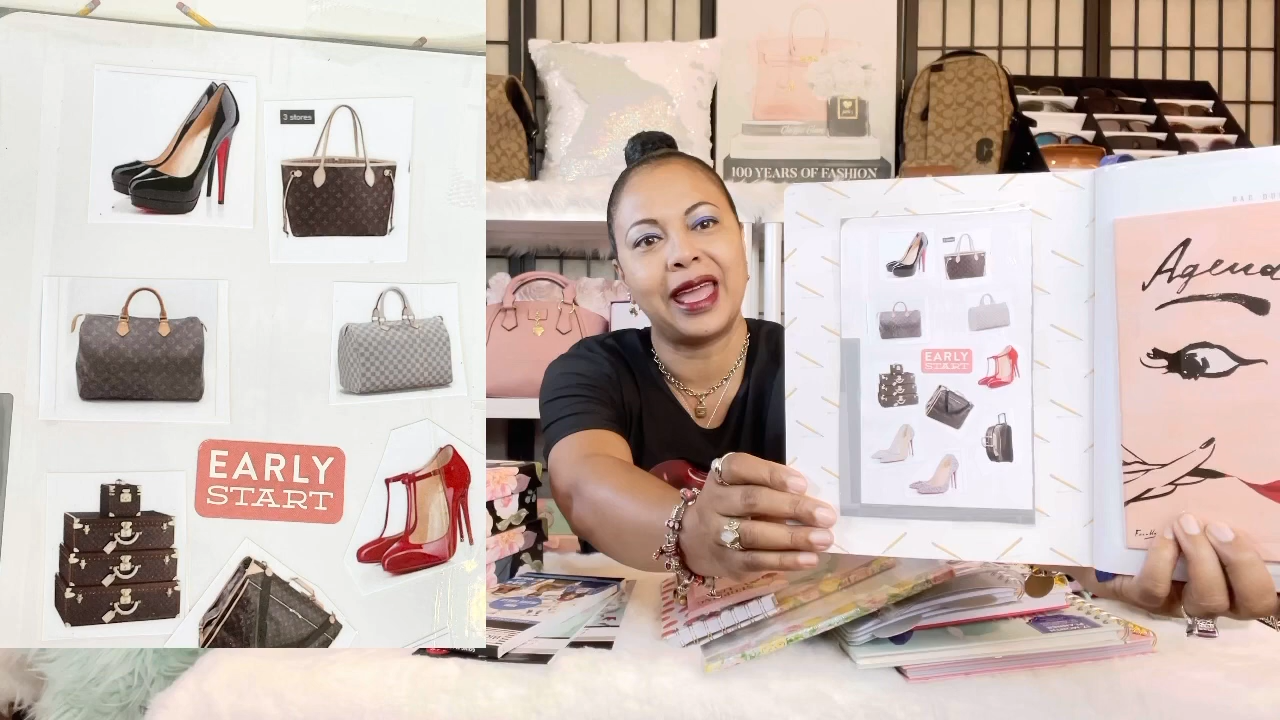 3 stores
EARLY
START
100 YEARS OF FASHION
EARLY
START
Agend